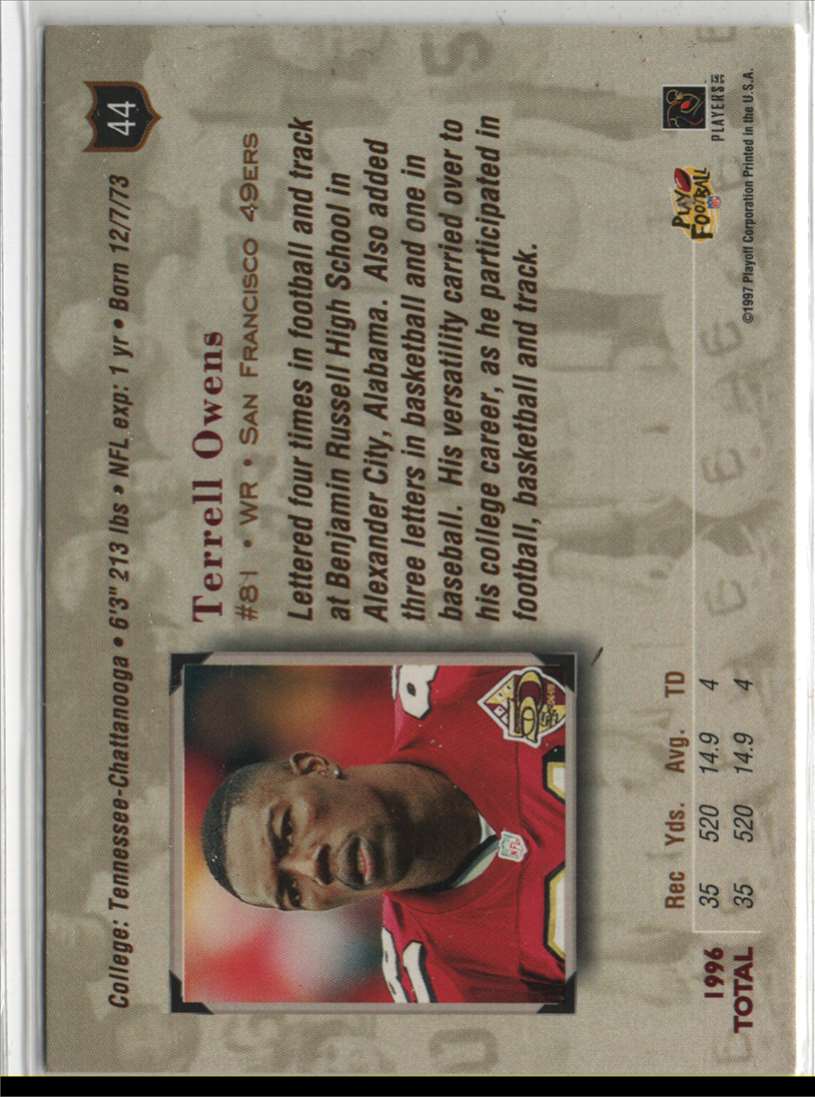 44
College: Tennessee-Chattanooga • 6'3" 213 lbs • NFL exp: 1 yr • Born 12/7/73
Terrell Owens
#81 • WR • San Francisco 49ers
Lettered four times in football and track
at Benjamin Russell High School in
Alexander City, Alabama. Also added
three letters in basketball and one in
baseball. His versatility carried over to
his college career, as he participated in
football, basketball and track.
Rec Yds. Avg. TD
1996 35 520 14.9 4
TOTAL 35 520 14.9 4
PLAY FOOTBALL
NFL
PLAYERS INC
©1997 Playoff Corporation Printed in the U.S.A.